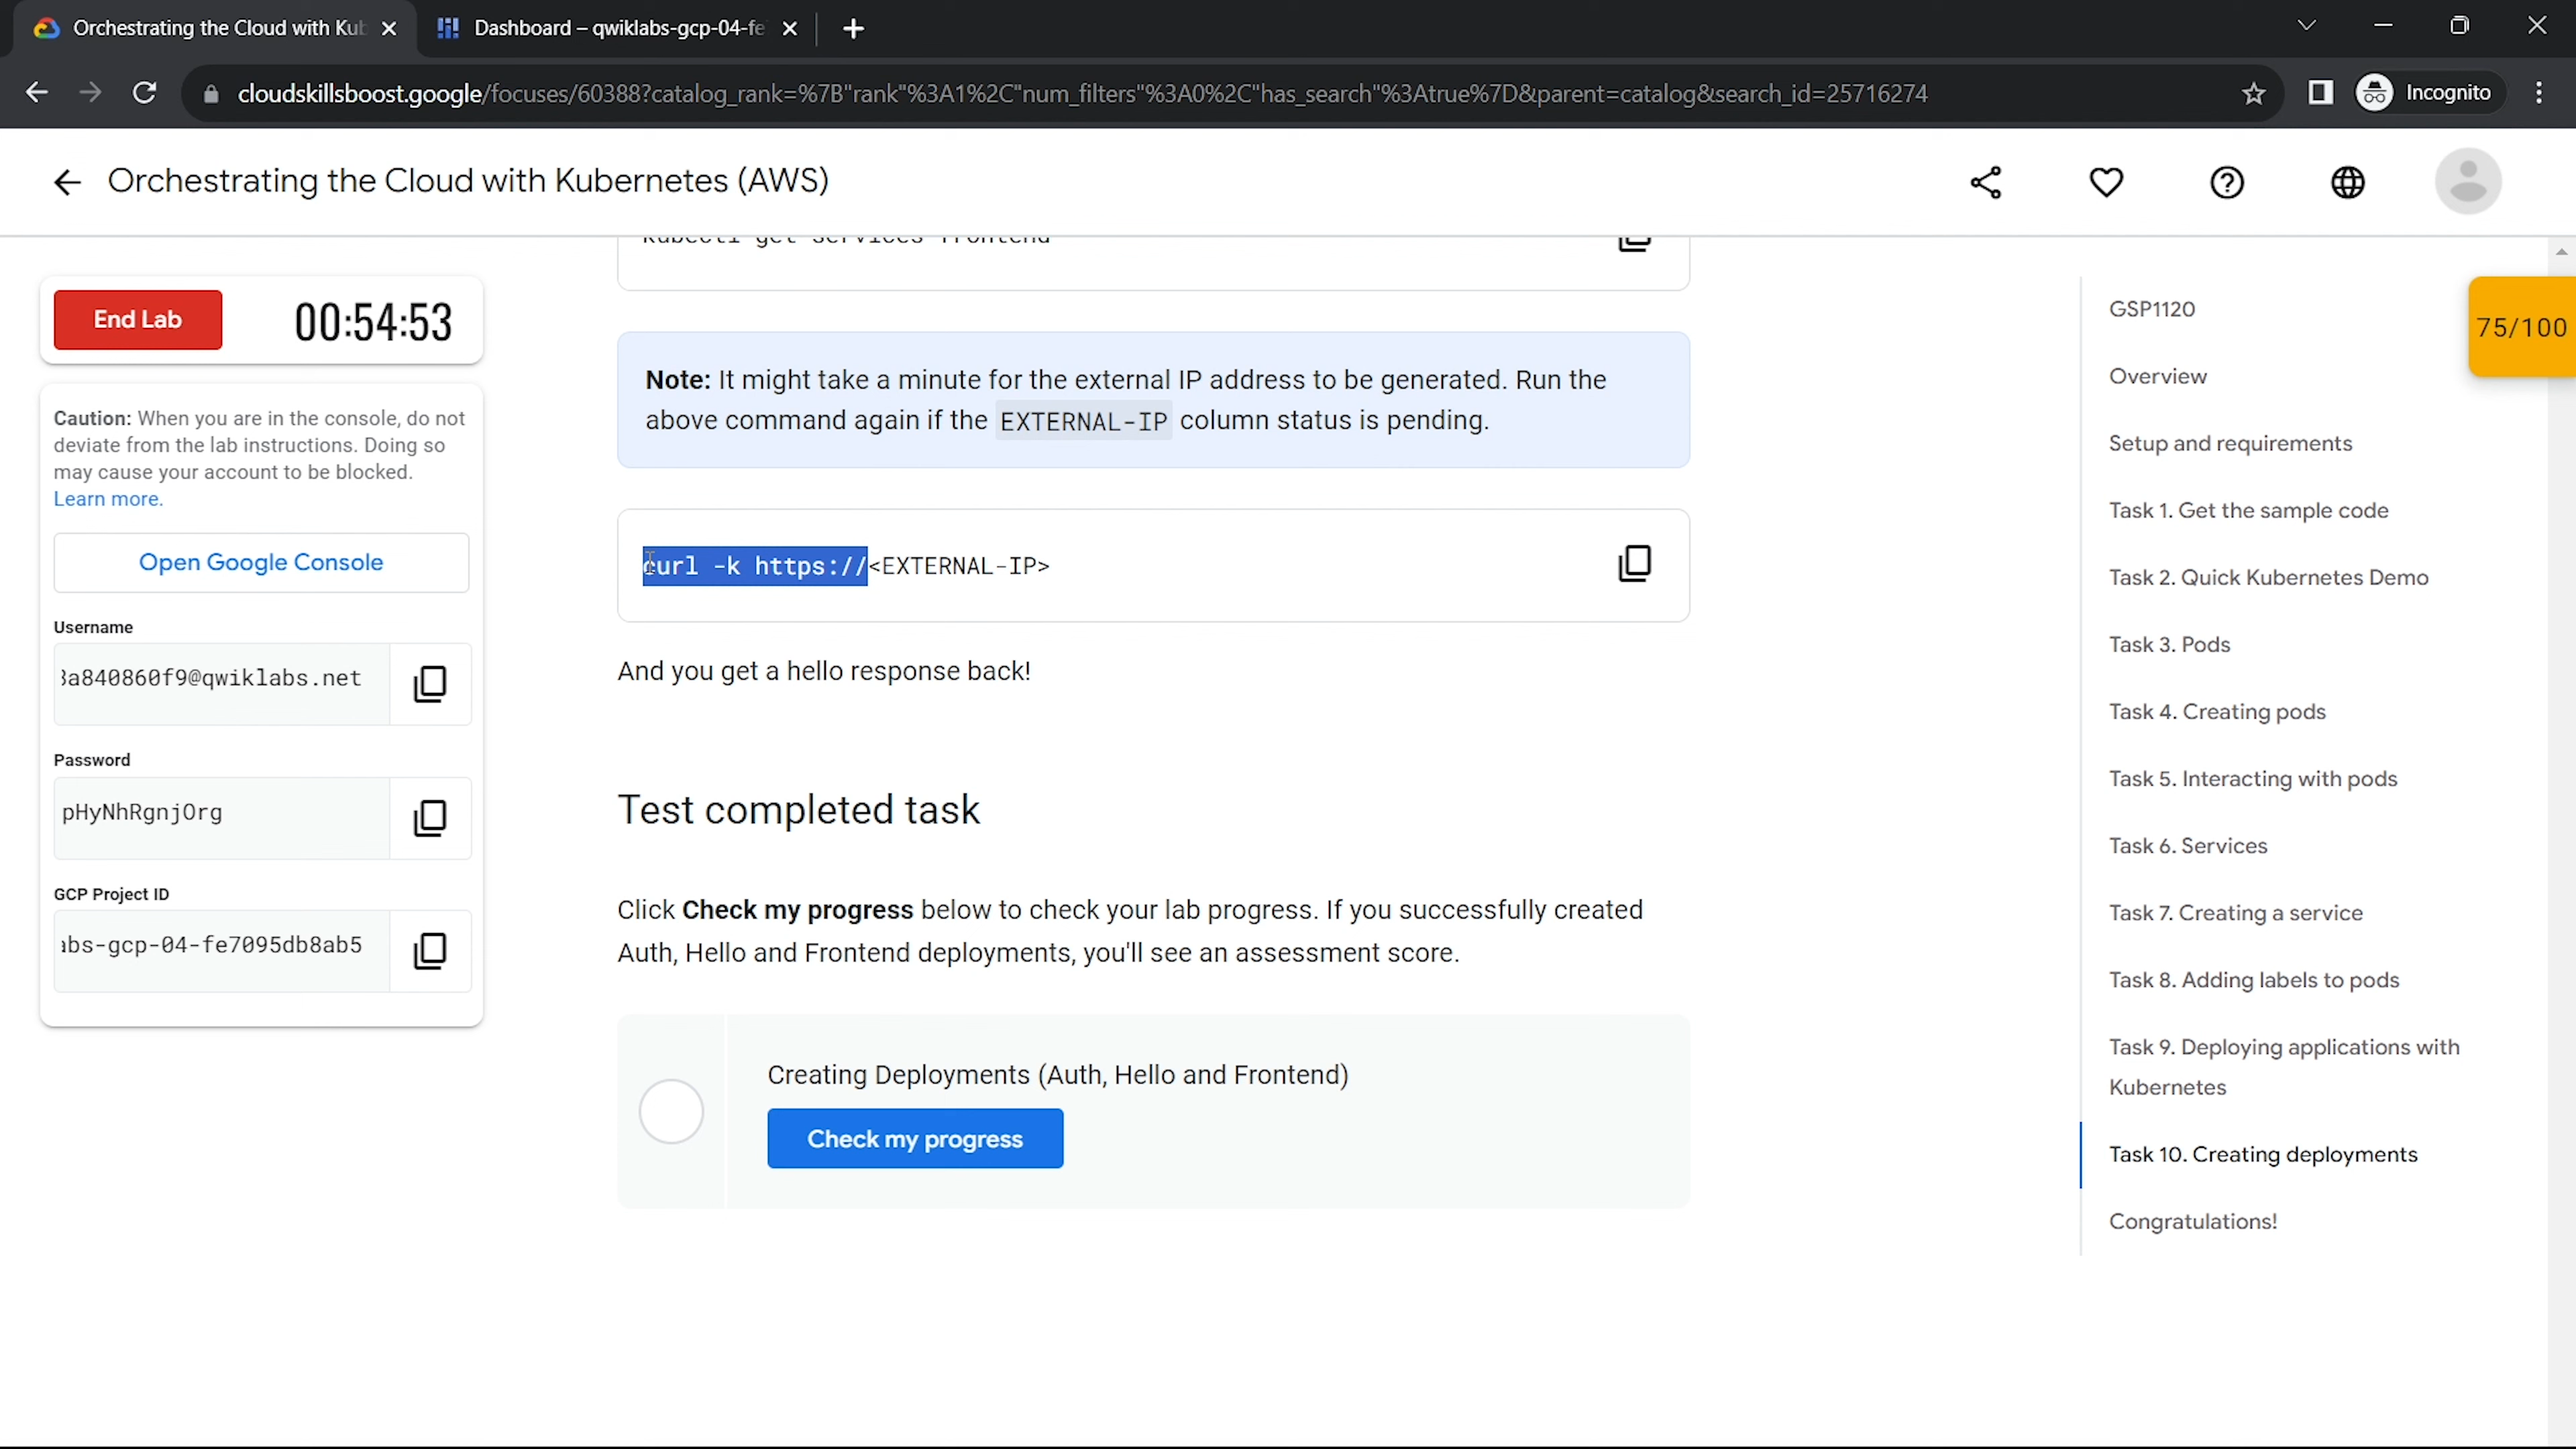 Orchestrating the Cloud with Kub
Dashboard – qwiklabs-gcp-04-fe
cloudskillsboost.google/focuses/60388?catalog_rank=%7B"rank"%3A1%2C"num_filters"%3A0%2C"has_search"%3Atrue%7D&parent=catalog&search_id=25716274
Incognito
Orchestrating the Cloud with Kubernetes (AWS)
End Lab
00:54:53
Caution: When you are in the console, do not
deviate from the lab instructions. Doing so
may cause your account to be blocked.
Learn more.
Open Google Console
Username
3a840860f9@qwiklabs.net
Password
pHyNhRgnjOrg
GCP Project ID
abs-gcp-04-fe7095db8ab5
kubectl get services frontend
Note: It might take a minute for the external IP address to be generated. Run the
above command again if the EXTERNAL-IP column status is pending.
curl -k https://<EXTERNAL-IP>
And you get a hello response back!
Test completed task
Click Check my progress below to check your lab progress. If you successfully created
Auth, Hello and Frontend deployments, you'll see an assessment score.
Creating Deployments (Auth, Hello and Frontend)
Check my progress
GSP1120
Overview
Setup and requirements
Task 1. Get the sample code
Task 2. Quick Kubernetes Demo
Task 3. Pods
Task 4. Creating pods
Task 5. Interacting with pods
Task 6. Services
Task 7. Creating a service
Task 8. Adding labels to pods
Task 9. Deploying applications with
Kubernetes
Task 10. Creating deployments
Congratulations!
75/100